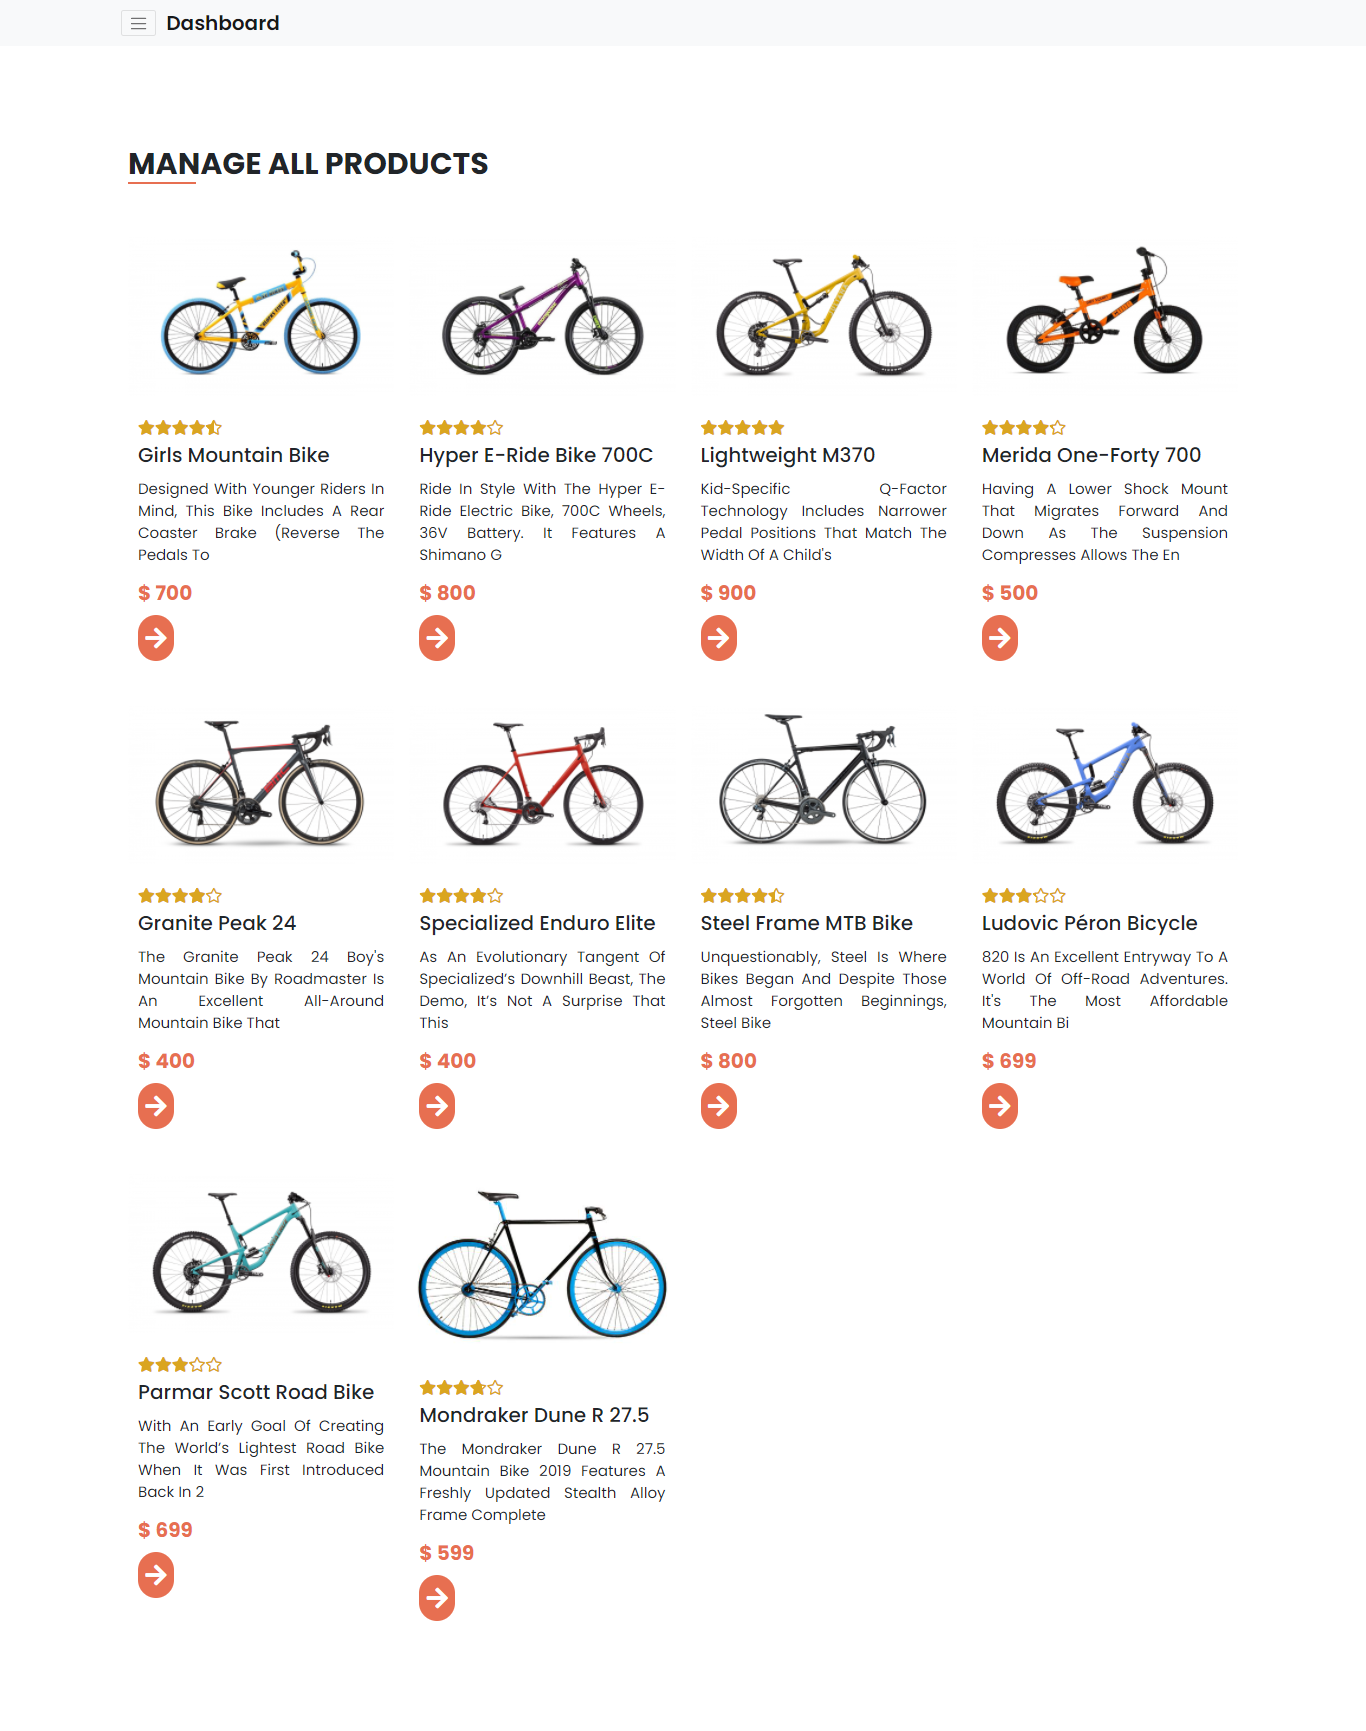 Dashboard
MANAGE ALL PRODUCTS
Girls Mountain Bike
Designed With Younger Riders In
Mind, This Bike Includes A Rear
Coaster Brake (Reverse The
Pedals To
$ 700
Hyper E-Ride Bike 700C
Ride In Style With The Hyper E-
Ride Electric Bike, 700C Wheels,
36V Battery. It Features A
Shimano G
$ 800
Lightweight M370
Kid-Specific Q-Factor
Technology Includes Narrower
Pedal Positions That Match The
Width Of A Child's
$ 900
Merida One-Forty 700
Having A Lower Shock Mount
That Migrates Forward And
Down As The Suspension
Compresses Allows The En
$ 500
Granite Peak 24
The Granite Peak 24 Boy's
Mountain Bike By Roadmaster Is
An Excellent All-Around
Mountain Bike That
$ 400
Specialized Enduro Elite
As An Evolutionary Tangent Of
Specialized’s Downhill Beast, The
Demo, It’s Not A Surprise That
This
$ 400
Steel Frame MTB Bike
Unquestionably, Steel Is Where
Bikes Began And Despite Those
Almost Forgotten Beginnings,
Steel Bike
$ 800
Ludovic Péron Bicycle
820 Is An Excellent Entryway To A
World Of Off-Road Adventures.
It's The Most Affordable
Mountain Bi
$ 699
Parmar Scott Road Bike
With An Early Goal Of Creating
The World’s Lightest Road Bike
When It Was First Introduced
Back In 2
$ 699
Mondraker Dune R 27.5
The Mondraker Dune R 27.5
Mountain Bike 2019 Features A
Freshly Updated Stealth Alloy
Frame Complete
$ 599